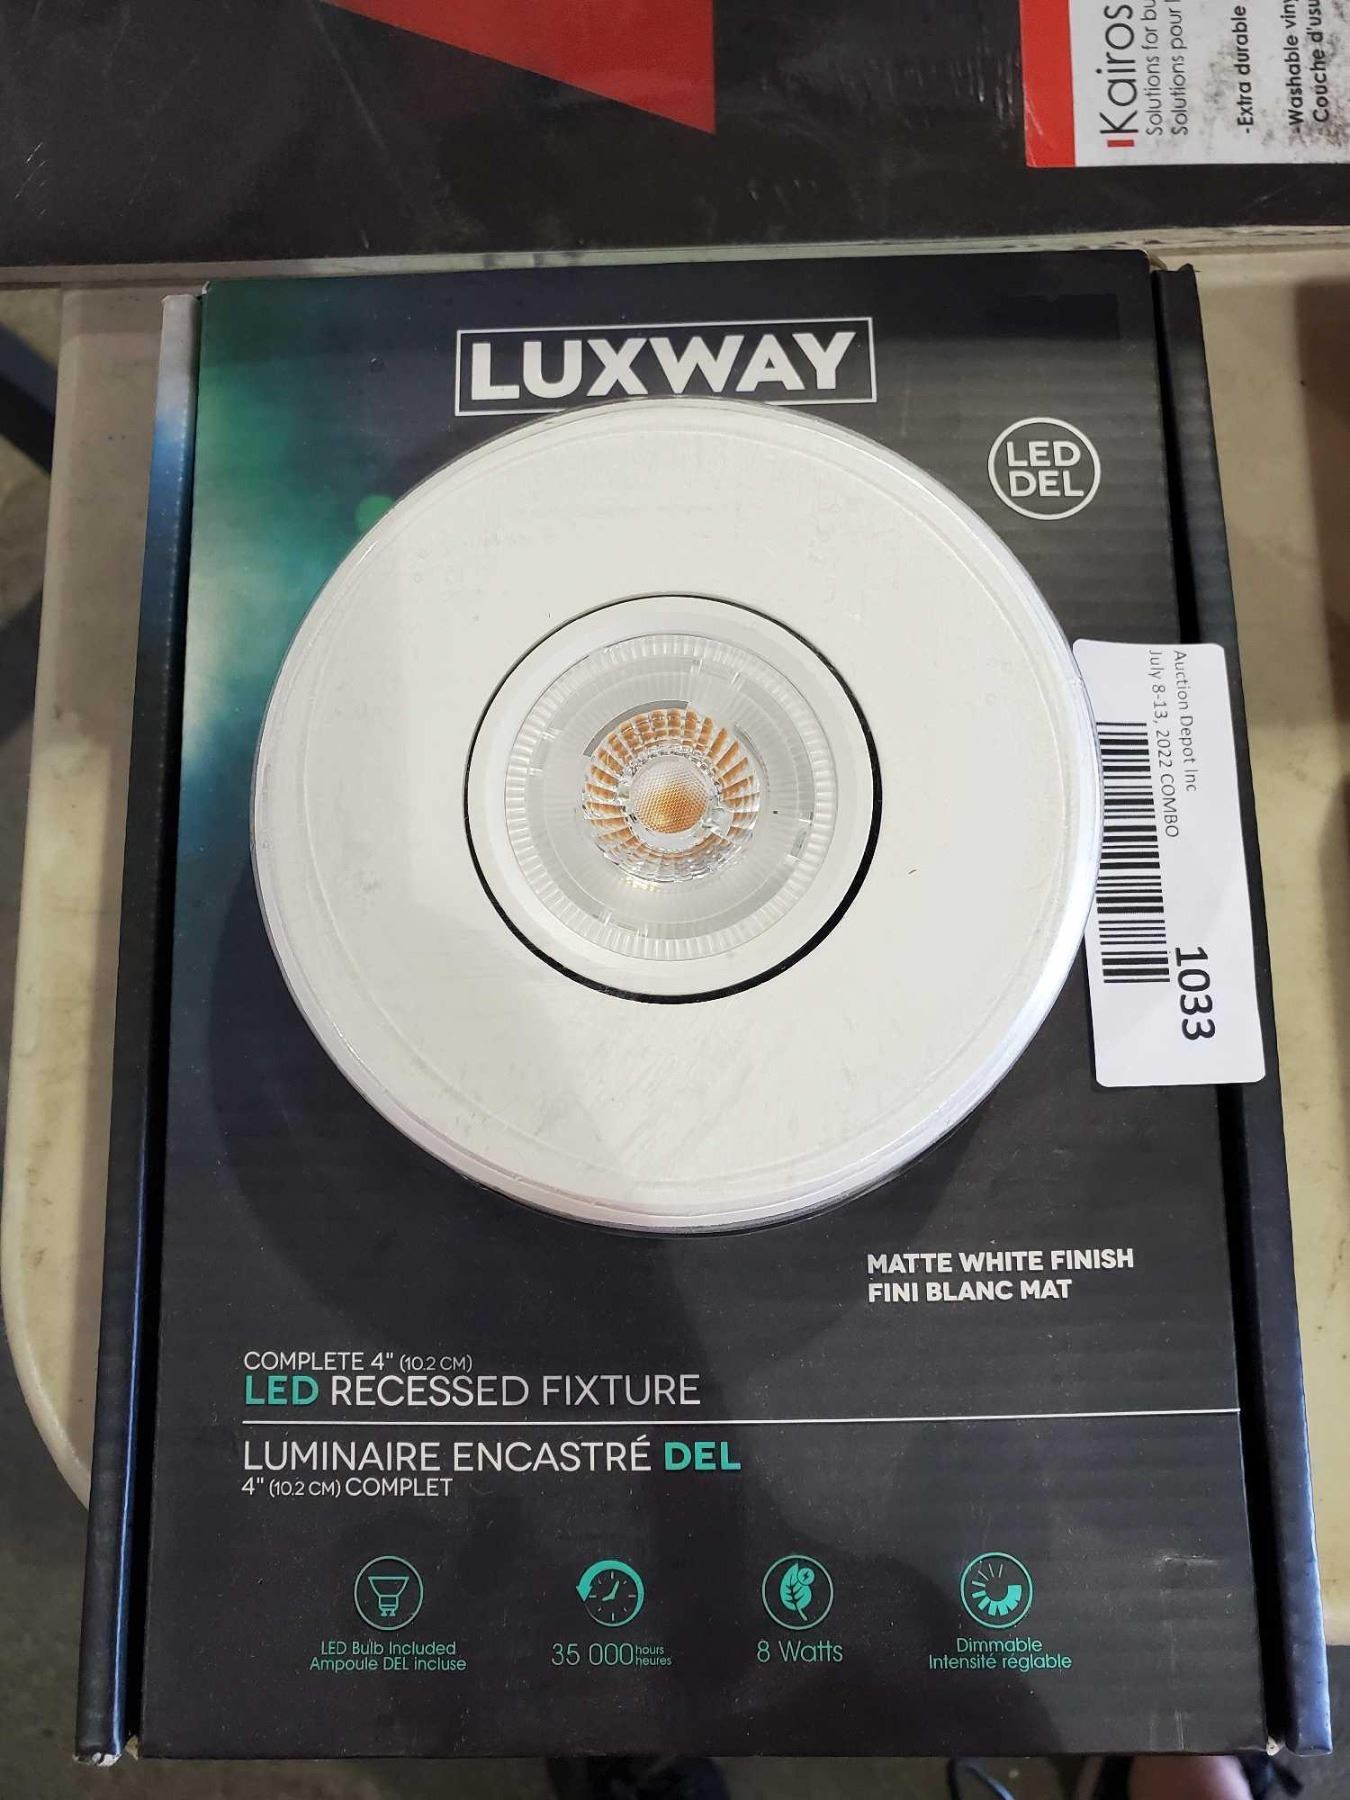 Kairos
Solutions for bu
Solutions pour
-Extra durable
-Washable viny
Couche d'usu
LUXWAY
LED
DEL
Auction Depot Inc
July 8-13, 2022 COMBO
1033
MATTE WHITE FINISH
FINI BLANC MAT
COMPLETE 4" (10.2 CM)
LED RECESSED FIXTURE
LUMINAIRE ENCASTRÉ DEL
4" (10.2 CM) COMPLET
LED Bulb Included
Ampoule DEL incluse
35 000 hours
heures
8 Watts
Dimmable
Intensité réglable